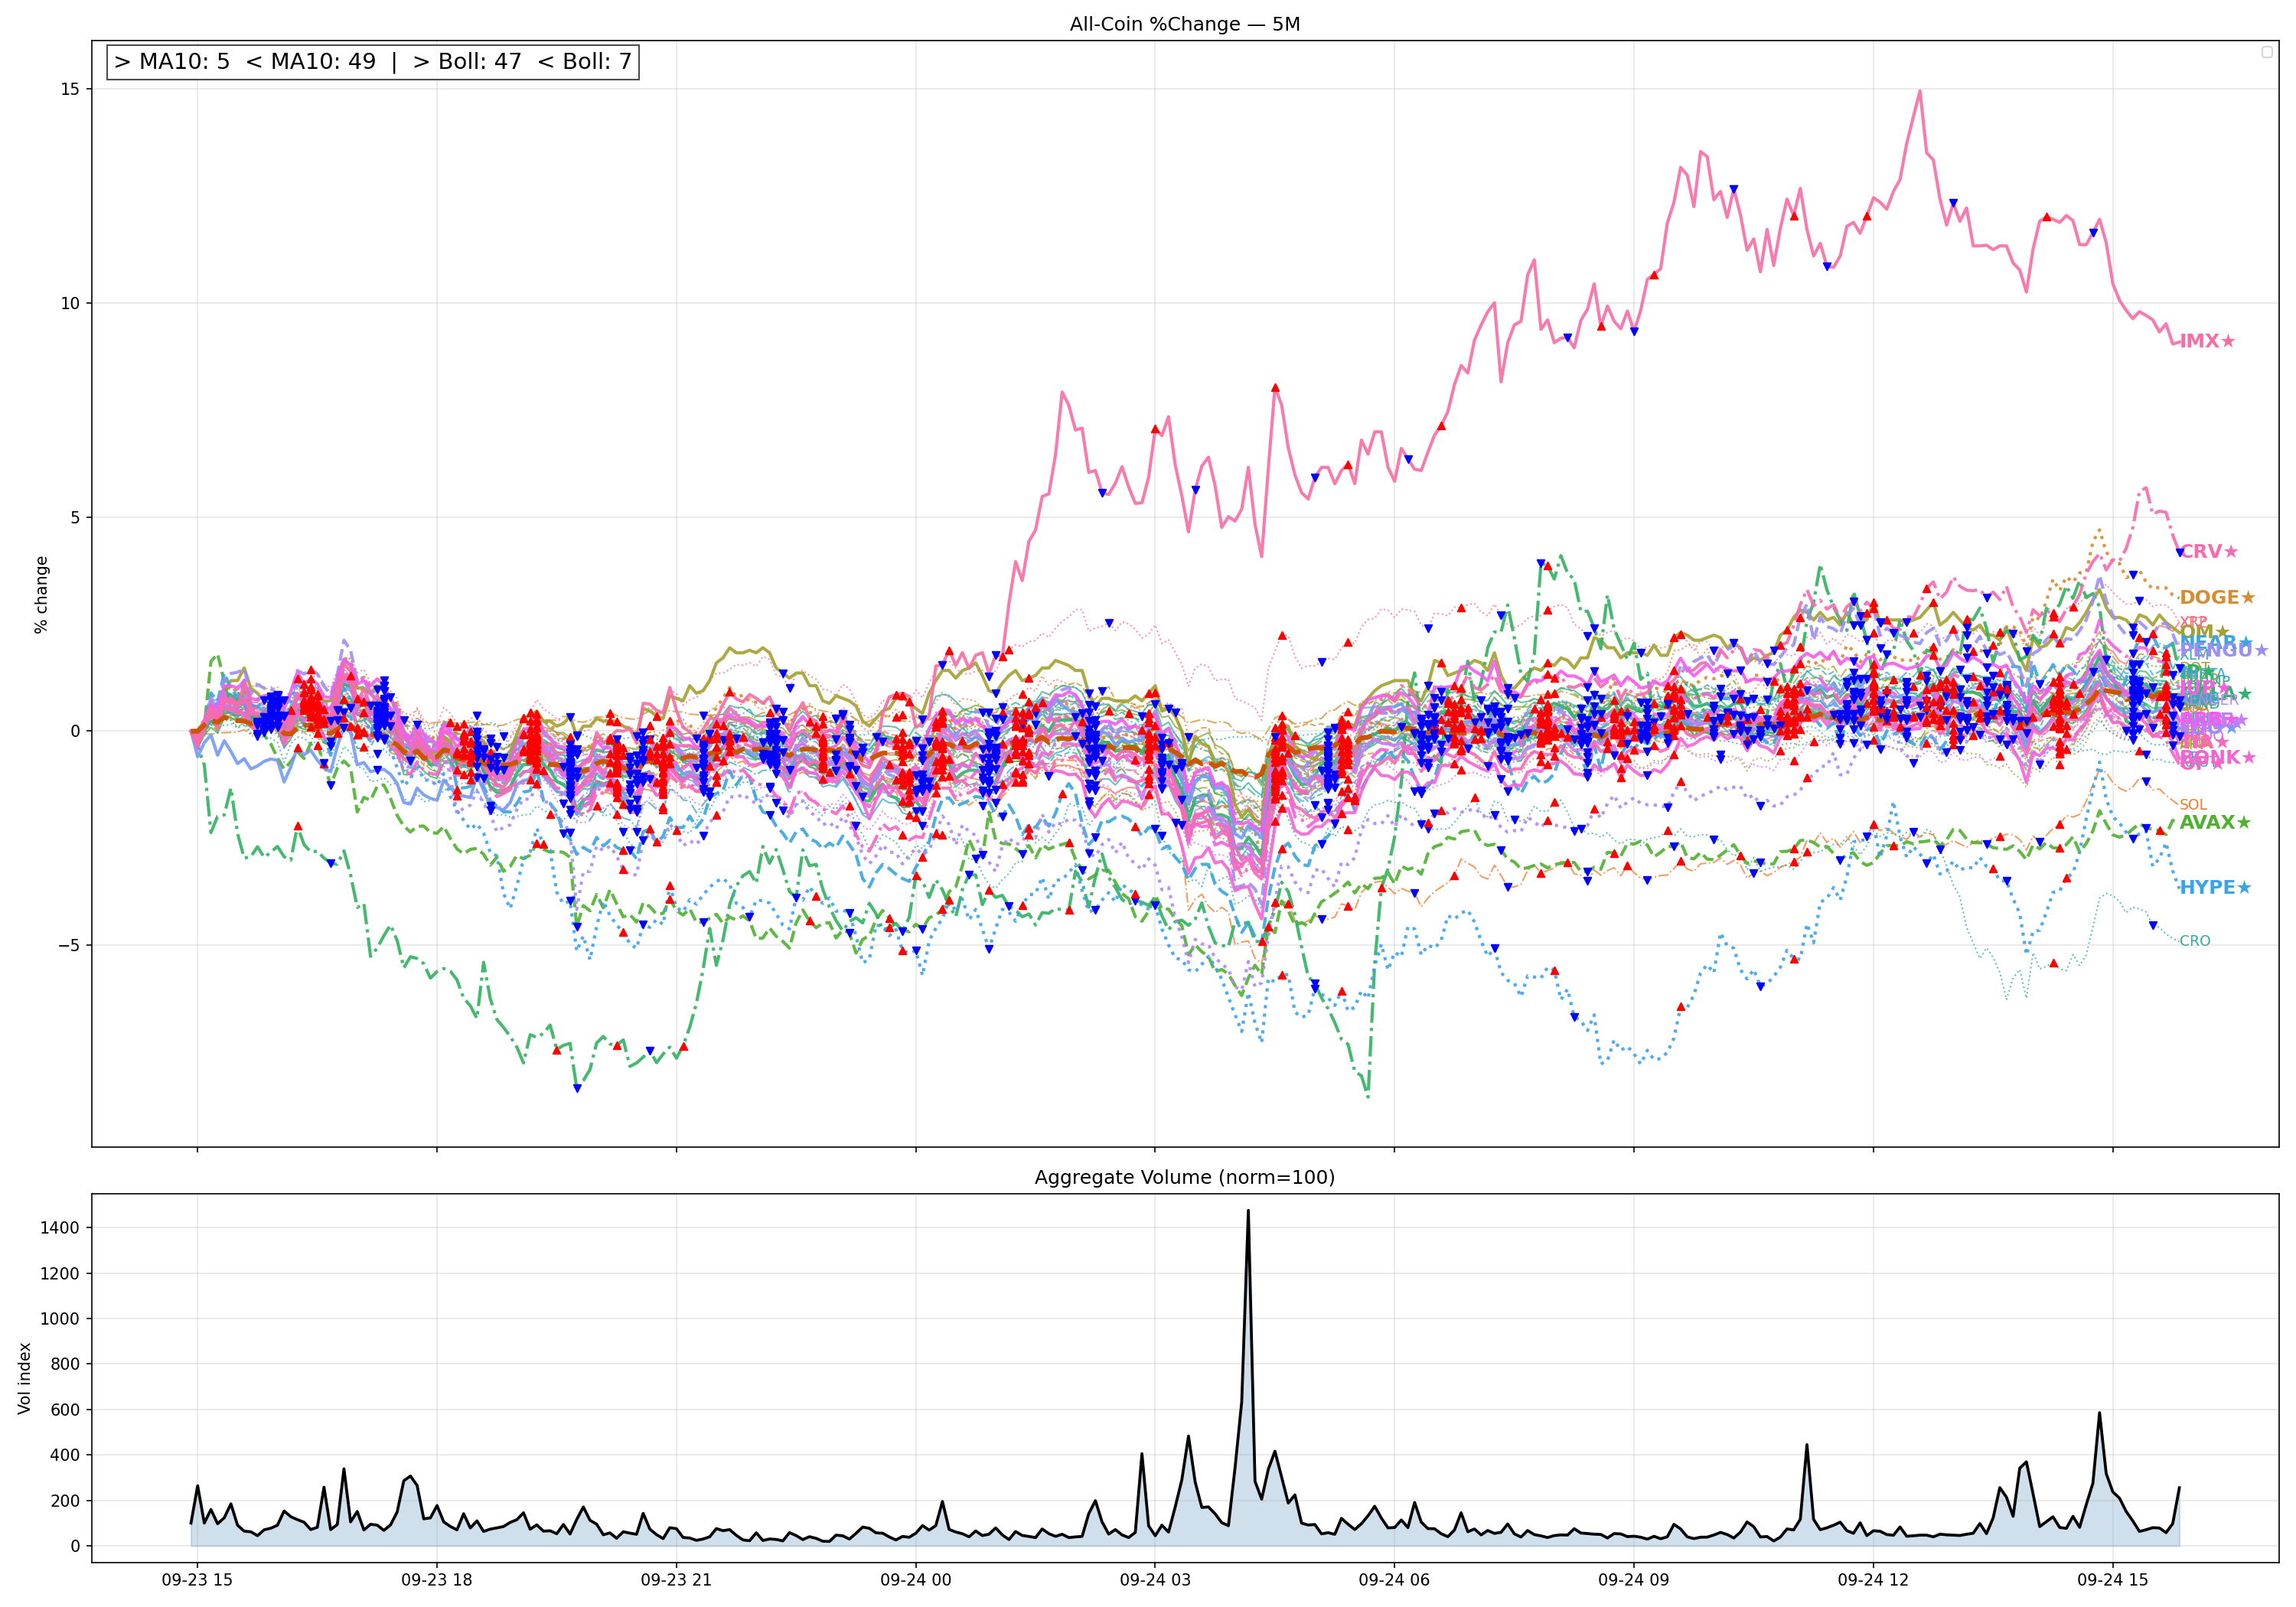 All-Coin %Change — 5M
> MA10: 5  < MA10: 49  |  > Boll: 47  < Boll: 7
% change
15
10
5
0
−5
IMX★
CRV★
DOGE★
XRP
OM★
NEAR★
PENGU★
SOL
AVAX★
HYPE★
CRO
Aggregate Volume (norm=100)
Vol index
1400
1200
1000
800
600
400
200
0
09-23 15
09-23 18
09-23 21
09-24 00
09-24 03
09-24 06
09-24 09
09-24 12
09-24 15